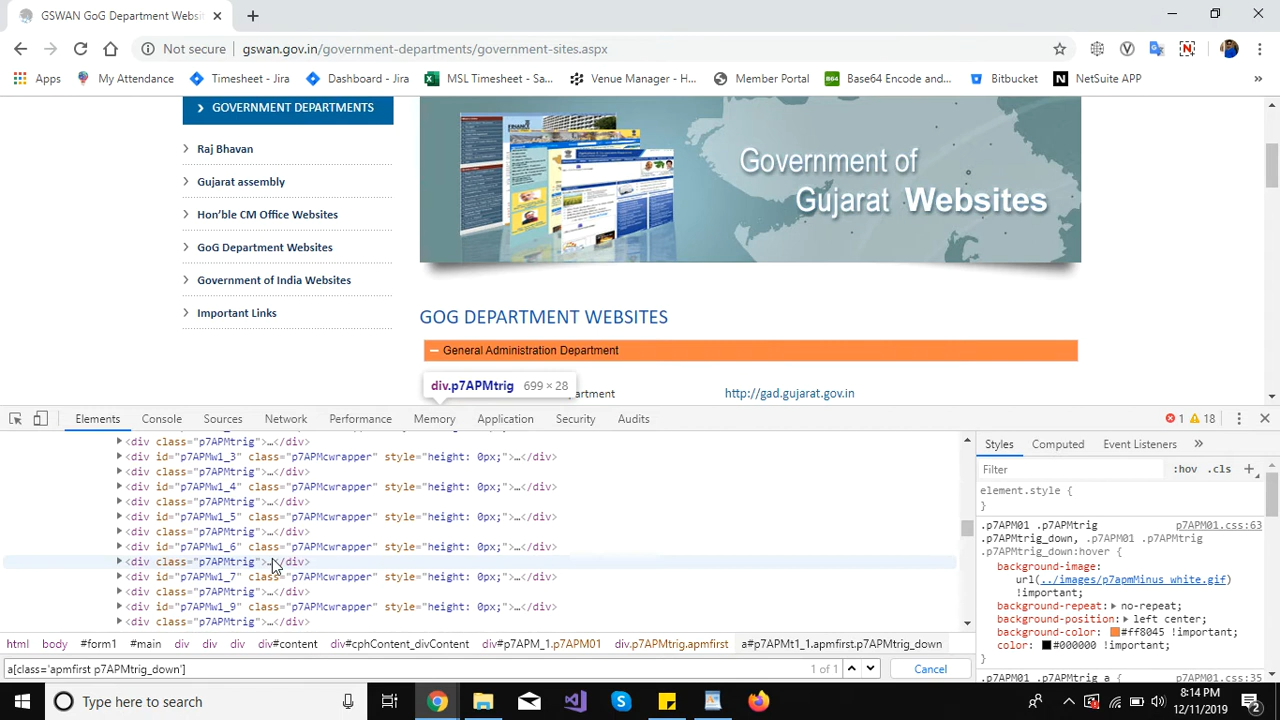 GSWAN GoG Department Websi
Not secure gswan.gov.in/government-departments/government-sites.aspx
Apps My Attendance Timesheet - Jira Dashboard - Jira MSL Timesheet - Sa... Venue Manager - H... Member Portal B64 Base64 Encode and... Bitbucket N NetSuite APP »
GOVERNMENT DEPARTMENTS
Raj Bhavan
Gujarat assembly
Hon'ble CM Office Websites
GoG Department Websites
Government of India Websites
Important Links
Government of
Gujarat Websites
GOG DEPARTMENT WEBSITES
General Administration Department
div.p7APMtrig 699 × 28
partment http://gad.gujarat.gov.in
Elements Console Sources Network Performance Memory Application Security Audits 1 18
<div class="p7APMtrig">…</div>
<div id="p7APMw1_3" class="p7APMcwrapper" style="height: 0px;">…</div>
<div class="p7APMtrig">…</div>
<div id="p7APMw1_4" class="p7APMcwrapper" style="height: 0px;">…</div>
<div class="p7APMtrig">…</div>
<div id="p7APMw1_5" class="p7APMcwrapper" style="height: 0px;">…</div>
<div class="p7APMtrig">…</div>
<div id="p7APMw1_6" class="p7APMcwrapper" style="height: 0px;">…</div>
<div class="p7APMtrig">…</div>
<div id="p7APMw1_7" class="p7APMcwrapper" style="height: 0px;">…</div>
<div class="p7APMtrig">…</div>
<div id="p7APMw1_9" class="p7APMcwrapper" style="height: 0px;">…</div>
<div class="p7APMtrig">…</div>
html body #form1 #main div div div#content div#cphContent_divContent div#p7APM_1.p7APM01 div.p7APMtrig.apmfirst a#p7APMt1_1.apmfirst.p7APMtrig_down
a[class='apmfirst p7APMtrig_down'] 1 of 1 Cancel
Styles Computed Event Listeners »
Filter :hov .cls +
element.style {
}
.p7APM01 .p7APMtrig p7APM01.css:63
.p7APMtrig_down, .p7APM01 .p7APMtrig
.p7APMtrig_down:hover {
background-image:
url(../images/p7apmMinus_white.gif)
!important;
background-repeat: no-repeat;
background-position: left center;
background-color: #ff8045 !important;
color: #000000 !important;
}
.p7APM01 .p7APMtrig a p7APM01.css:35
Type here to search
8:14 PM
12/11/2019
2